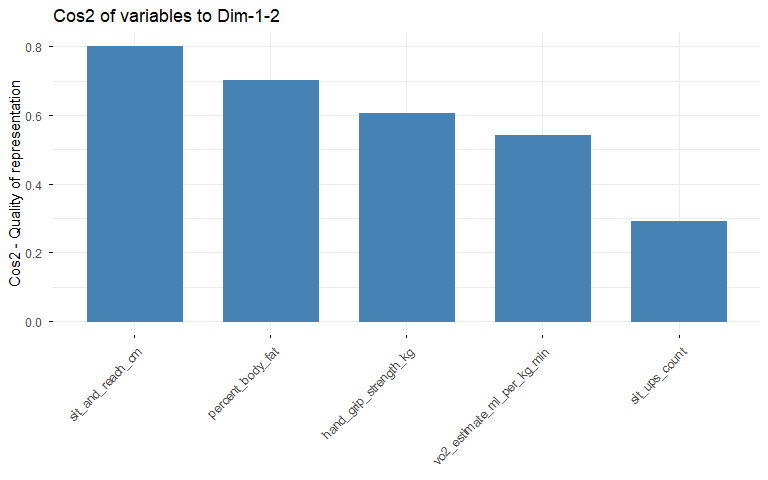 Cos2 of variables to Dim-1-2
Cos2 - Quality of representation
0.8
0.6
0.4
0.2
0.0
sit_and_reach_cm
percent_body_fat
hand_grip_strength_kg
vo2_estimate_ml_per_kg_min
sit_ups_count